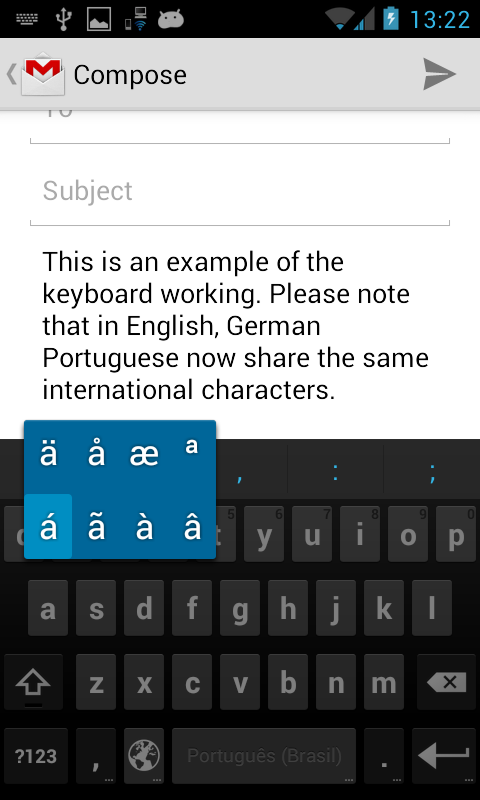 13:22
Compose
To
Subject
This is an example of the
keyboard working. Please note
that in English, German
Portuguese now share the same
international characters.
ä å æ ª
, : ;
á ã à â
5 6 7 8 9 0
t y u i o p
a s d f g h j k l
z x c v b n m
?123 , Português (Brasil) .